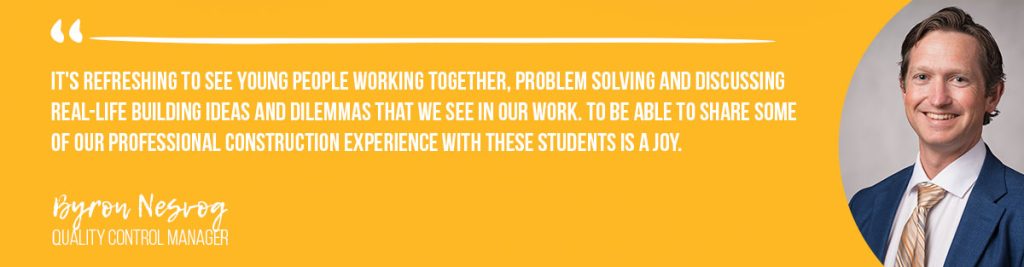 “
IT'S REFRESHING TO SEE YOUNG PEOPLE WORKING TOGETHER, PROBLEM SOLVING AND DISCUSSING
REAL-LIFE BUILDING IDEAS AND DILEMMAS THAT WE SEE IN OUR WORK. TO BE ABLE TO SHARE SOME
OF OUR PROFESSIONAL CONSTRUCTION EXPERIENCE WITH THESE STUDENTS IS A JOY.
Byron Nesvog
QUALITY CONTROL MANAGER